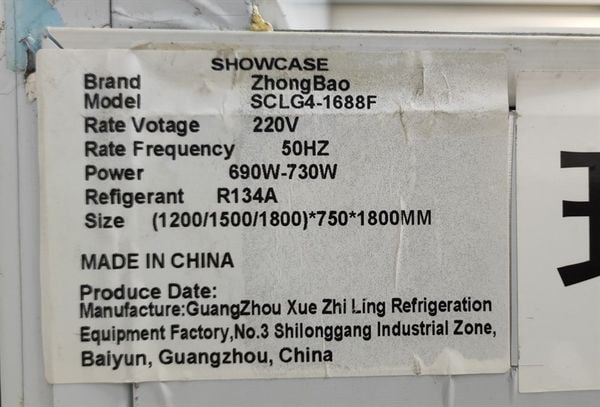 SHOWCASE
Brand ZhongBao
Model SCLG4-1688F
Rate Votage 220V
Rate Frequency 50HZ
Power 690W-730W
Refigerant R134A
Size (1200/1500/1800)*750*1800MM
MADE IN CHINA
Produce Date:
Manufacture:GuangZhou Xue Zhi Ling Refrigeration
Equipment Factory,No.3 Shilonggang Industrial Zone,
Baiyun, Guangzhou, China